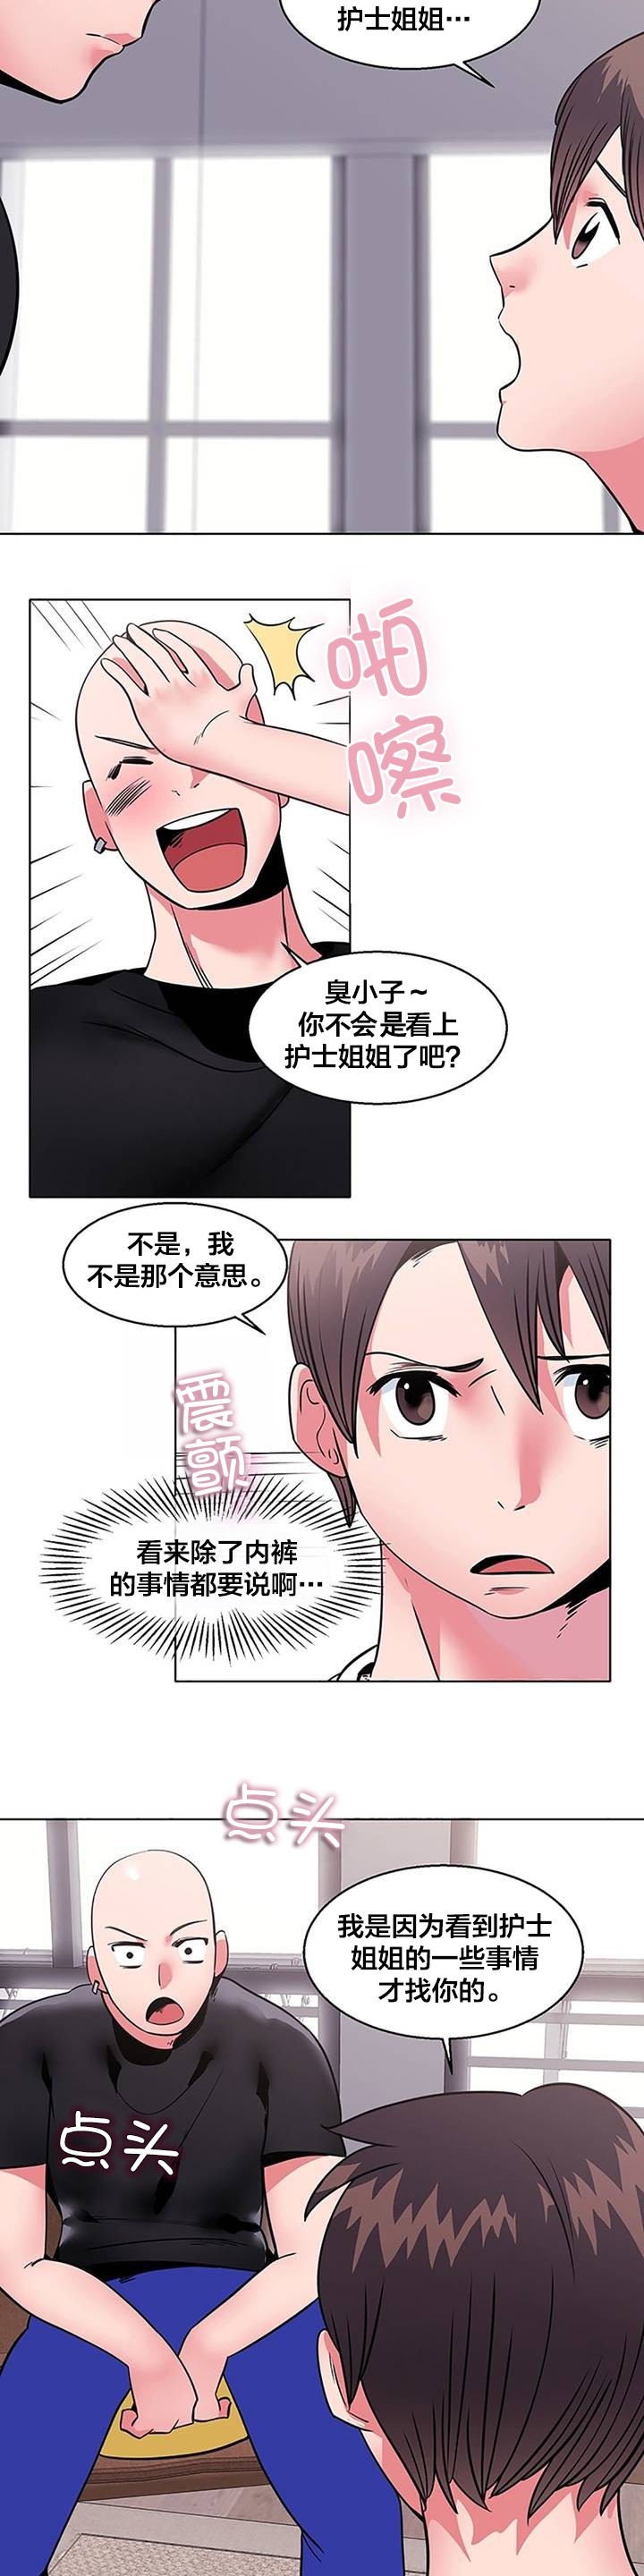 护士姐姐…
啪
嚓
臭小子~
你不会是看上
护士姐姐了吧?
不是，我
不是那个意思。
震
颤
看来除了内裤
的事情都要说啊…
点头
我是因为看到护士
姐姐的一些事情
才找你的。
点头